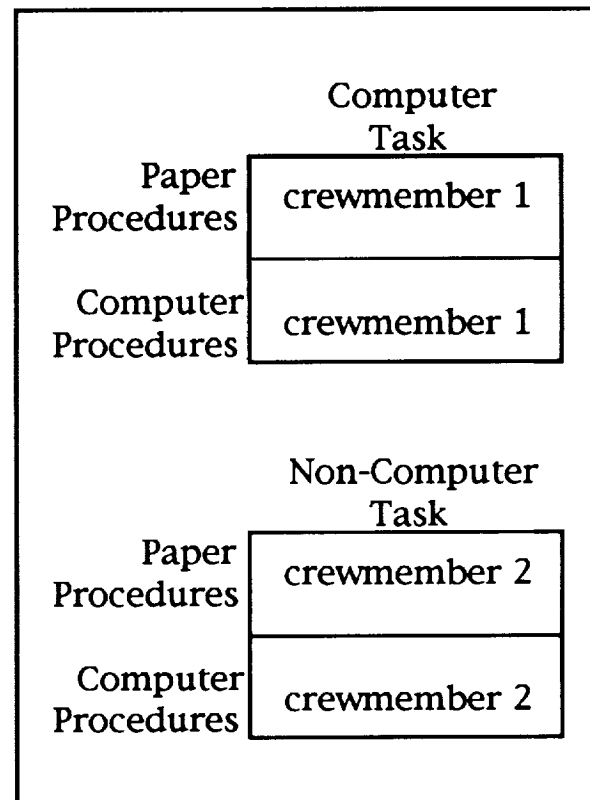 Computer
Task
Paper
Procedures
crewmember 1
Computer
Procedures
crewmember 1
Non-Computer
Task
Paper
Procedures
crewmember 2
Computer
Procedures
crewmember 2